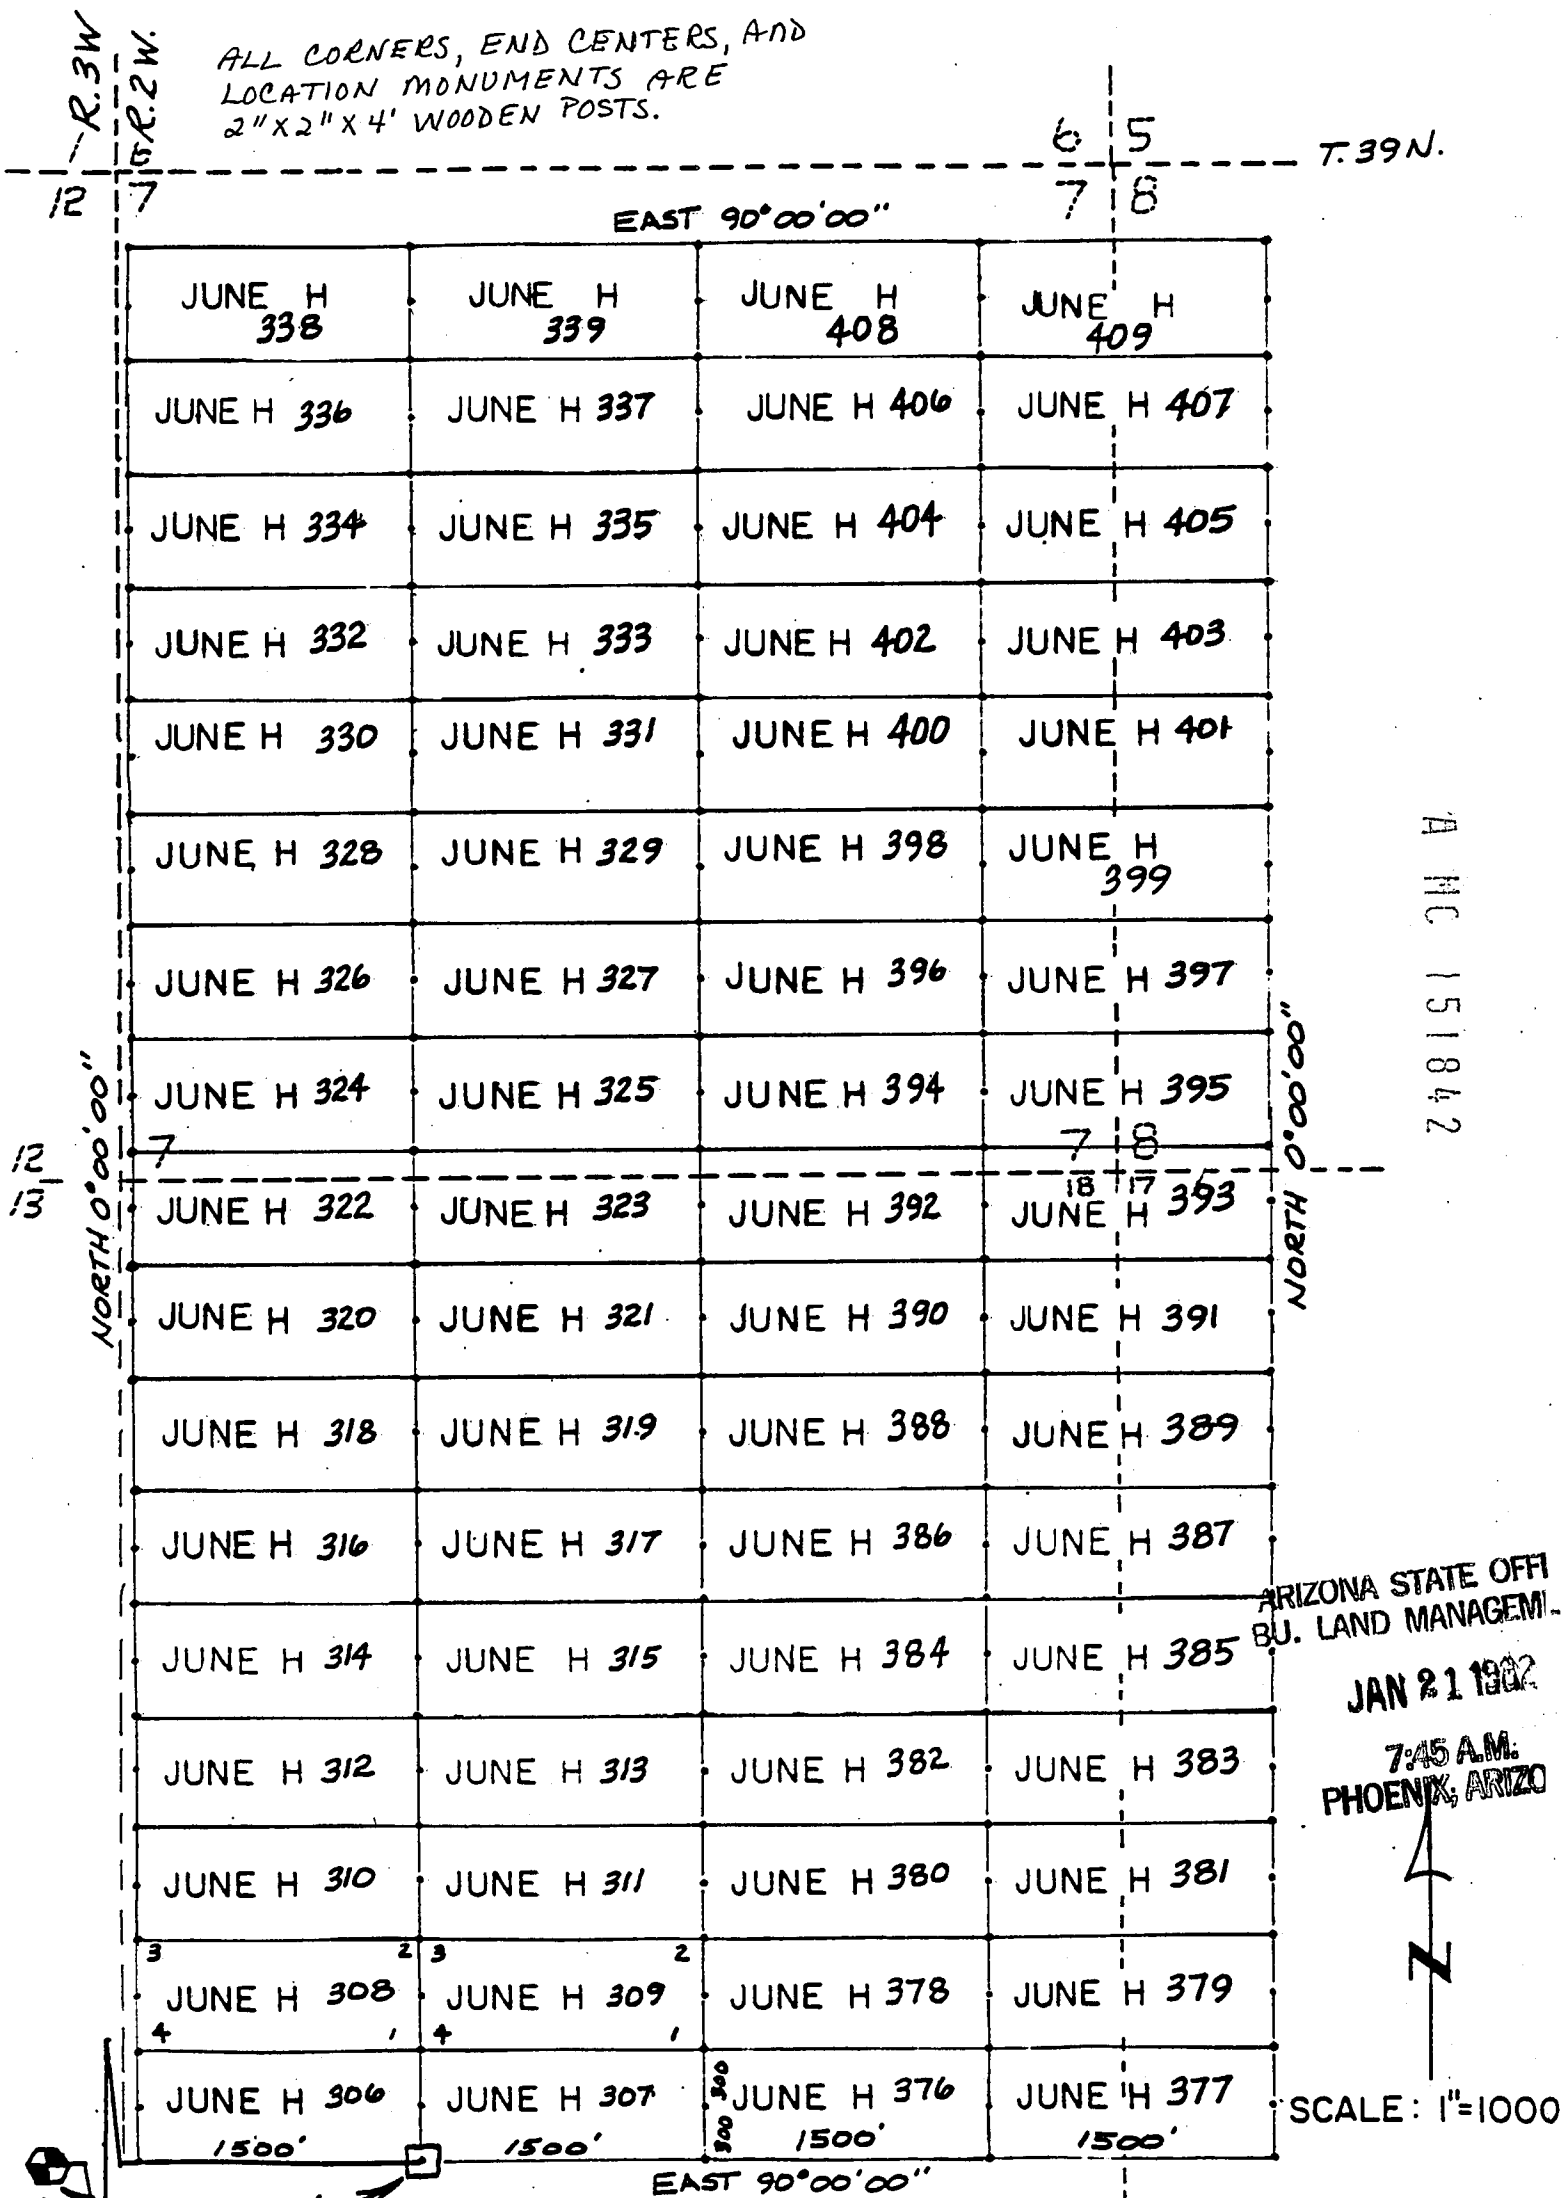 R.3W
R.2W.
ALL CORNERS, END CENTERS, AND
LOCATION MONUMENTS ARE
2"X2"X4' WOODEN POSTS.
6 5
T.39N.
12 7
7 8
EAST 90°00'00"
JUNE H 338
JUNE H 339
JUNE H 408
JUNE H 409
JUNE H 336
JUNE H 337
JUNE H 406
JUNE H 407
JUNE H 334
JUNE H 335
JUNE H 404
JUNE H 405
JUNE H 332
JUNE H 333
JUNE H 402
JUNE H 403
JUNE H 330
JUNE H 331
JUNE H 400
JUNE H 401
JUNE H 328
JUNE H 329
JUNE H 398
JUNE H 399
A MC 151842
JUNE H 326
JUNE H 327
JUNE H 396
JUNE H 397
NORTH 0°00'00"
NORTH 0°00'00"
JUNE H 324
JUNE H 325
JUNE H 394
JUNE H 395
12 7
7 8
13
18 17
JUNE H 322
JUNE H 323
JUNE H 392
JUNE H 393
JUNE H 320
JUNE H 321
JUNE H 390
JUNE H 391
JUNE H 318
JUNE H 319
JUNE H 388
JUNE H 389
JUNE H 316
JUNE H 317
JUNE H 386
JUNE H 387
ARIZONA STATE OFFI
BU. LAND MANAGEM
JUNE H 314
JUNE H 315
JUNE H 384
JUNE H 385
JAN 21 1982
7:45 A.M.
PHOENIX, ARIZO
JUNE H 312
JUNE H 313
JUNE H 382
JUNE H 383
JUNE H 310
JUNE H 311
JUNE H 380
JUNE H 381
3 2 3 2
JUNE H 308
JUNE H 309
JUNE H 378
JUNE H 379
N
4 1 4 1
JUNE H 306
JUNE H 307
300 300
JUNE H 376
JUNE H 377
SCALE: 1"=1000
1500'
1500'
1500'
1500'
EAST 90°00'00"